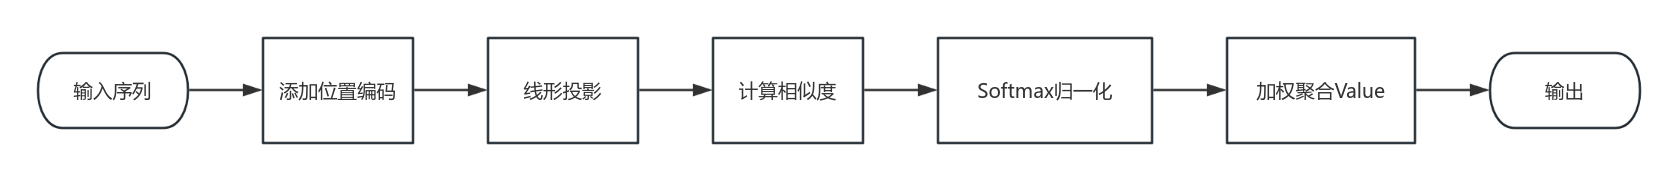 输入序列
添加位置编码
线形投影
计算相似度
Softmax归一化
加权聚合Value
输出